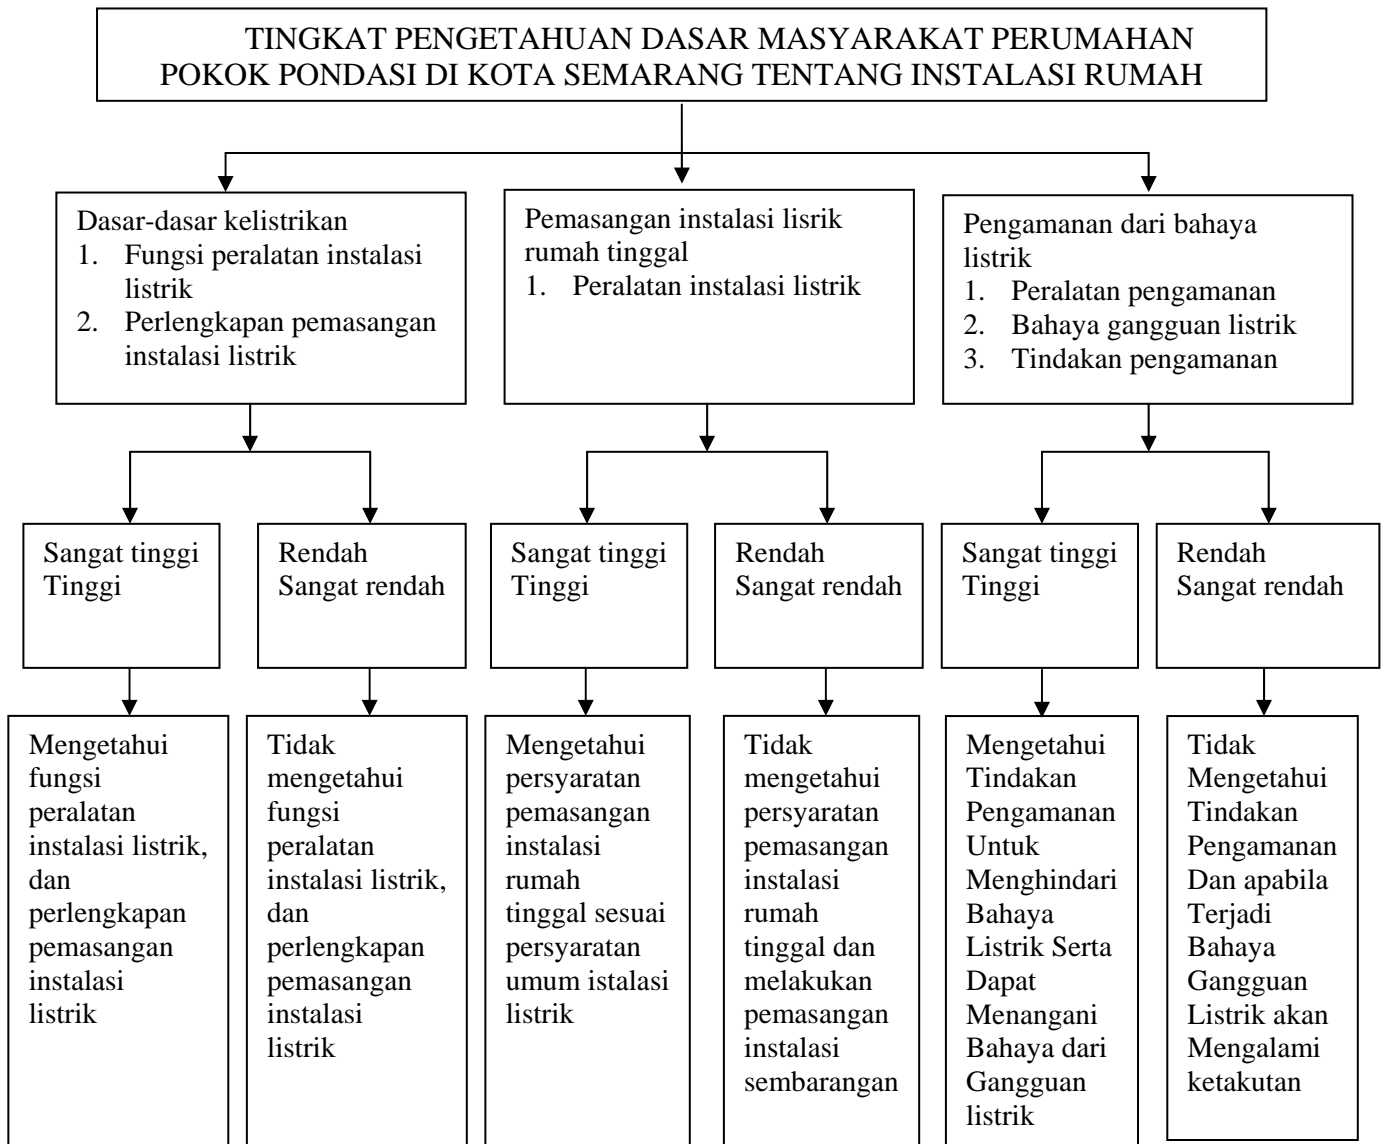 TINGKAT PENGETAHUAN DASAR MASYARAKAT PERUMAHAN
POKOK PONDASI DI KOTA SEMARANG TENTANG INSTALASI RUMAH
Dasar-dasar kelistrikan
1. Fungsi peralatan instalasi
listrik
2. Perlengkapan pemasangan
instalasi listrik
Pemasangan instalasi lisrik
rumah tinggal
1. Peralatan instalasi listrik
Pengamanan dari bahaya
listrik
1. Peralatan pengamanan
2. Bahaya gangguan listrik
3. Tindakan pengamanan
Sangat tinggi
Tinggi
Rendah
Sangat rendah
Sangat tinggi
Tinggi
Rendah
Sangat rendah
Sangat tinggi
Tinggi
Rendah
Sangat rendah
Mengetahui
fungsi
peralatan
instalasi listrik,
dan
perlengkapan
pemasangan
instalasi
listrik
Tidak
mengetahui
fungsi
peralatan
instalasi listrik,
dan
perlengkapan
pemasangan
instalasi
listrik
Mengetahui
persyaratan
pemasangan
instalasi
rumah
tinggal sesuai
persyaratan
umum istalasi
listrik
Tidak
mengetahui
persyaratan
pemasangan
instalasi
rumah
tinggal dan
melakukan
pemasangan
instalasi
sembarangan
Mengetahui
Tindakan
Pengamanan
Untuk
Menghindari
Bahaya
Listrik Serta
Dapat
Menangani
Bahaya dari
Gangguan
listrik
Tidak
Mengetahui
Tindakan
Pengamanan
Dan apabila
Terjadi
Bahaya
Gangguan
Listrik akan
Mengalami
ketakutan